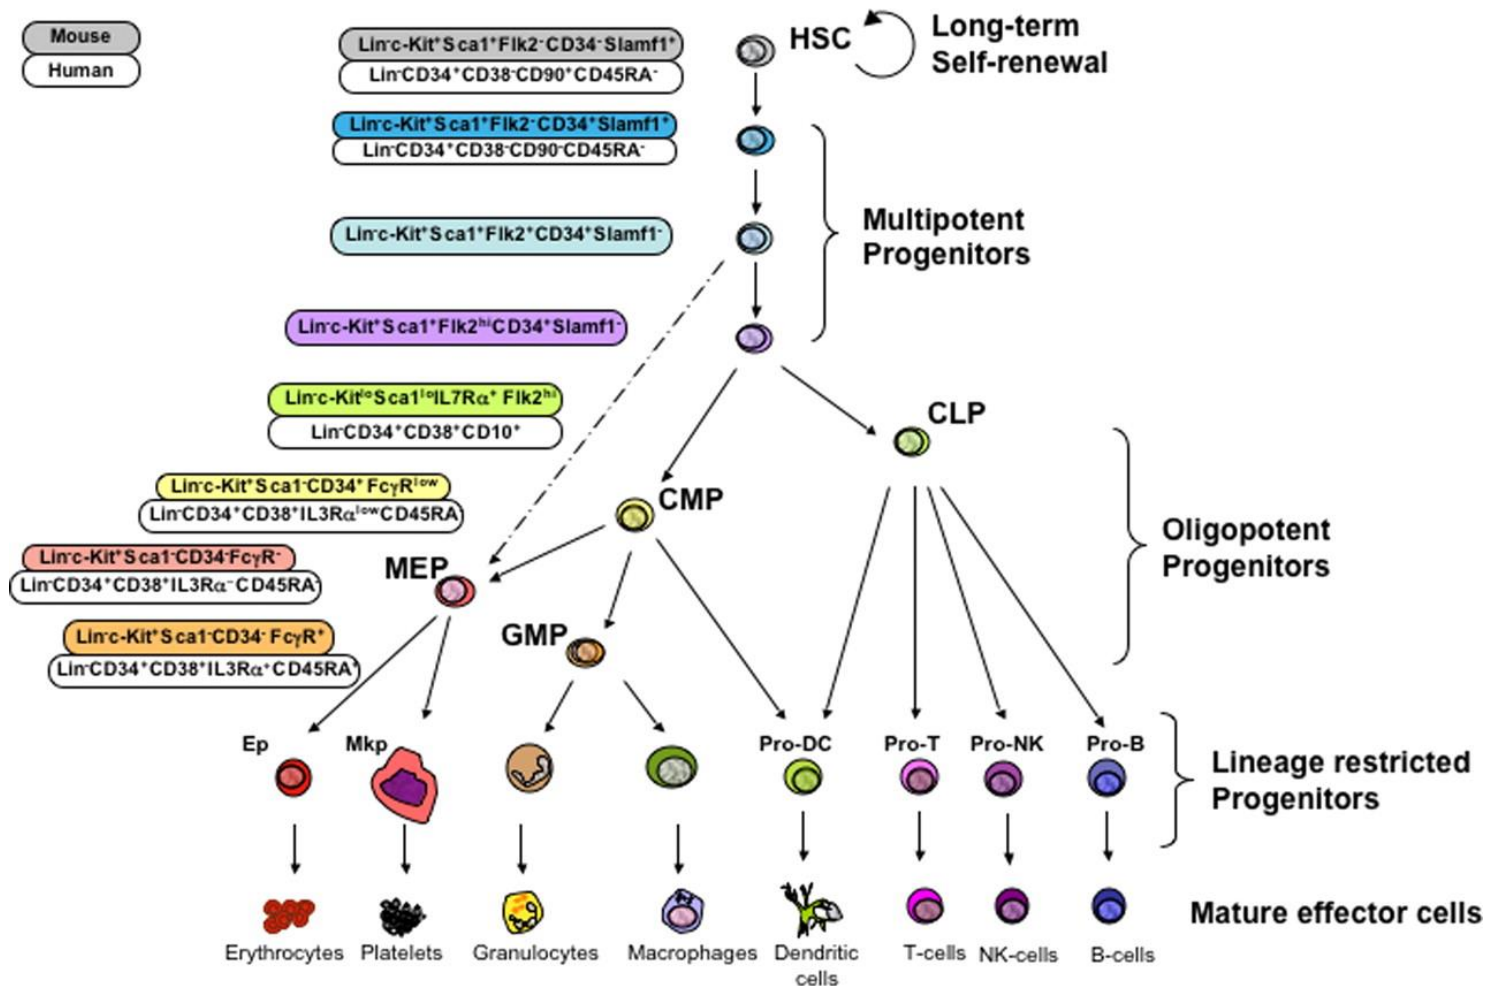 Mouse
Human
Lin⁻c-Kit⁺Sca1⁺Flk2⁻CD34⁻Slamf1⁺
Lin⁻CD34⁺CD38⁻CD90⁺CD45RA⁻
HSC
Long-term
Self-renewal
Lin⁻c-Kit⁺Sca1⁺Flk2⁻CD34⁺Slamf1⁺
Lin⁻CD34⁺CD38⁻CD90⁻CD45RA⁻
Lin⁻c-Kit⁺Sca1⁺Flk2⁺CD34⁺Slamf1⁻
Multipotent
Progenitors
Lin⁻c-Kit⁺Sca1⁺Flk2ʰⁱCD34⁺Slamf1⁻
Lin⁻c-KitˡᵒSca1ˡᵒIL7Rα⁺ Flk2ʰⁱ
Lin⁻CD34⁺CD38⁺CD10⁺
CLP
Lin⁻c-Kit⁺Sca1⁻CD34⁺ FcγRˡᵒʷ
Lin⁻CD34⁺CD38⁺IL3RαˡᵒʷCD45RA⁻
CMP
Oligopotent
Progenitors
Lin⁻c-Kit⁺Sca1⁻CD34⁻FcγR⁻
Lin⁻CD34⁺CD38⁺IL3Rα⁻CD45RA⁻
MEP
Lin⁻c-Kit⁺Sca1⁻CD34⁻ FcγR⁺
Lin⁻CD34⁺CD38⁺IL3Rα⁺CD45RA⁺
GMP
Ep
Mkp
Pro-DC
Pro-T
Pro-NK
Pro-B
Lineage restricted
Progenitors
Mature effector cells
Erythrocytes
Platelets
Granulocytes
Macrophages
Dendritic
cells
T-cells
NK-cells
B-cells